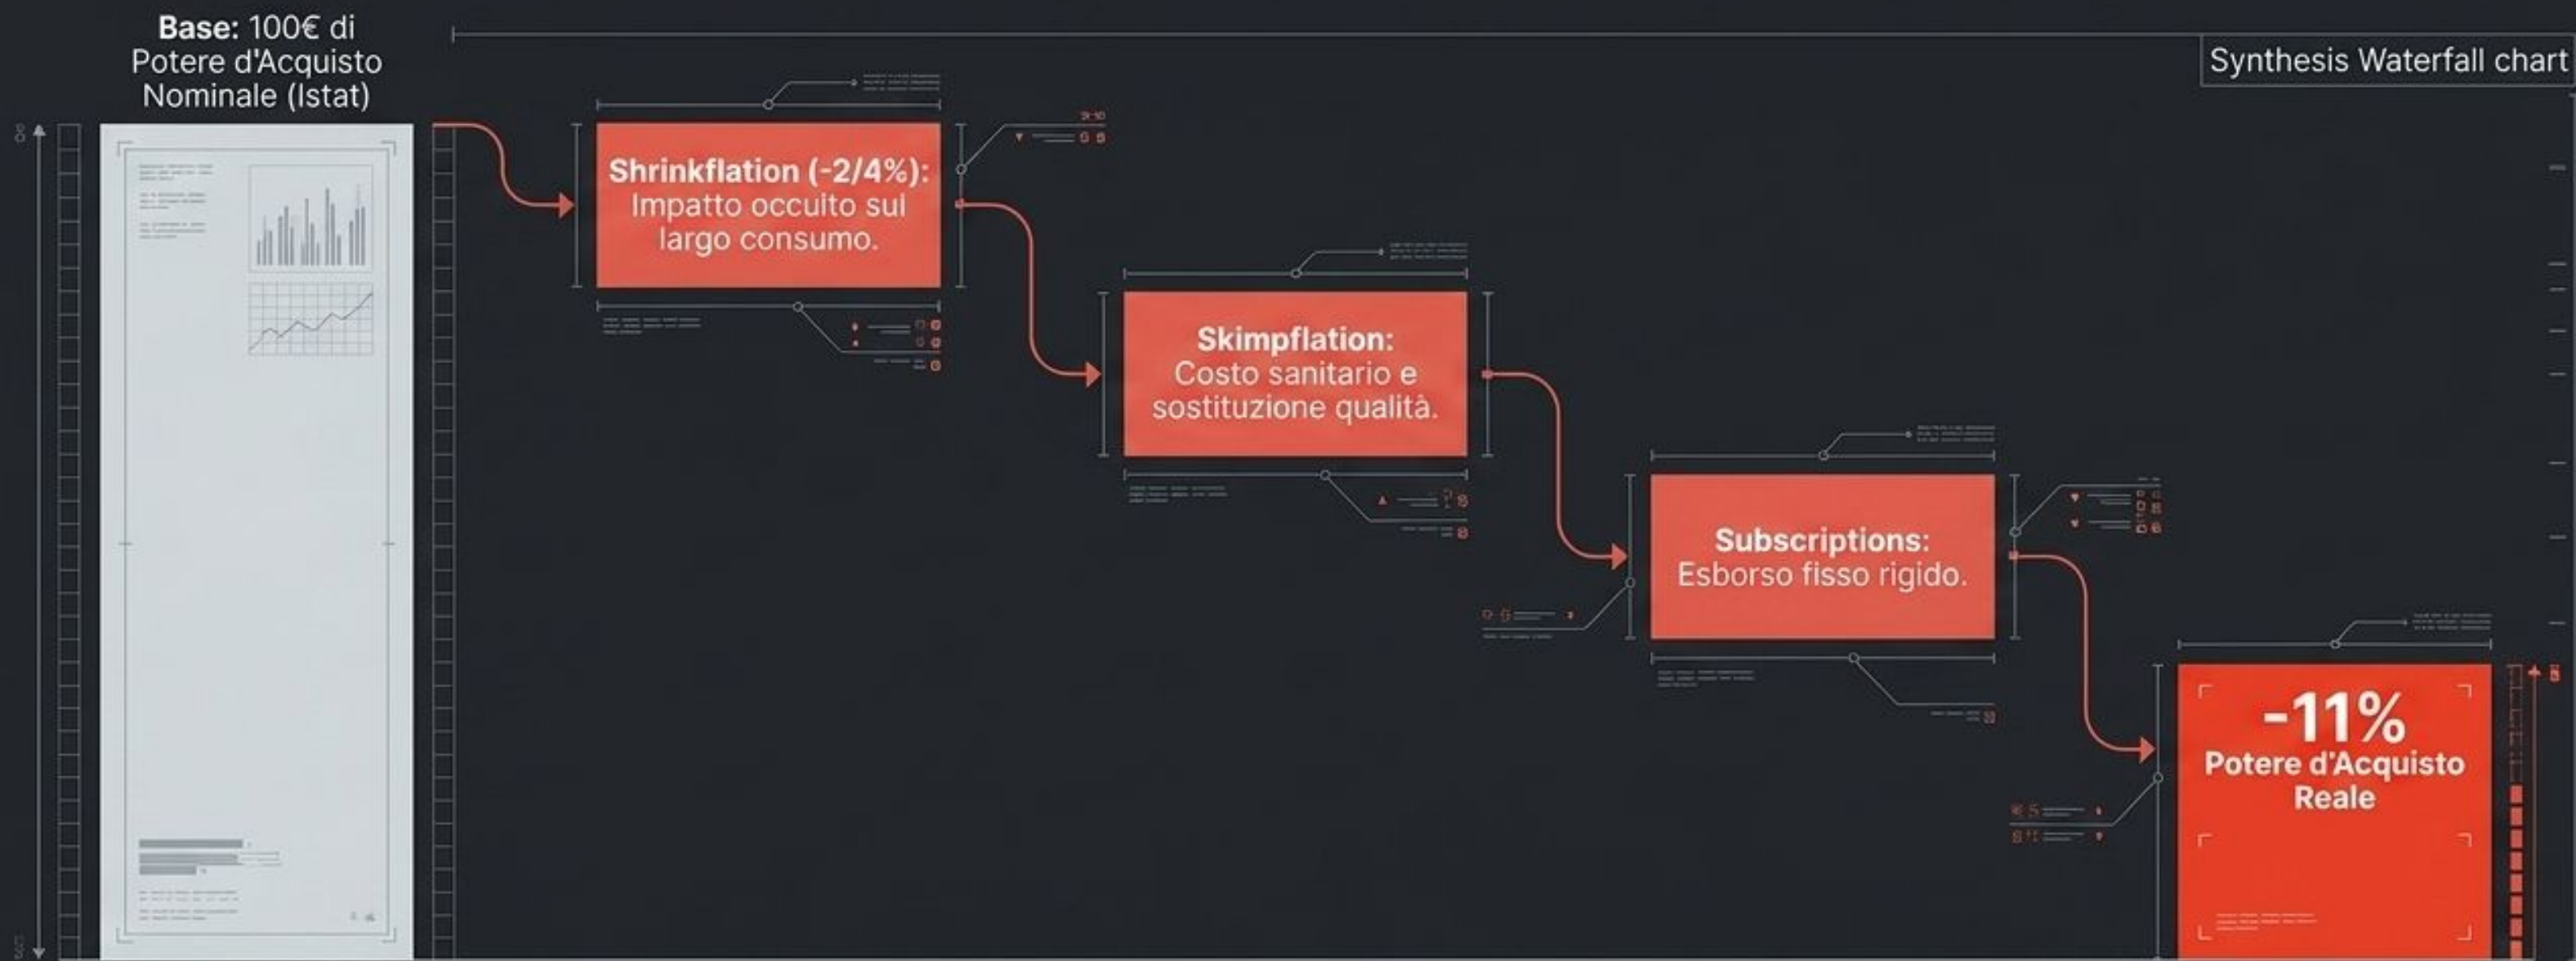 Base: 100€ di
Potere d'Acquisto
Nominale (Istat)
Synthesis Waterfall chart
Shrinkflation (-2/4%):
Impatto occuito sul
largo consumo.
Skimpflation:
Costo sanitario e
sostituzione qualità.
Subscriptions:
Esborso fisso rigido.
-11%
Potere d'Acquisto
Reale